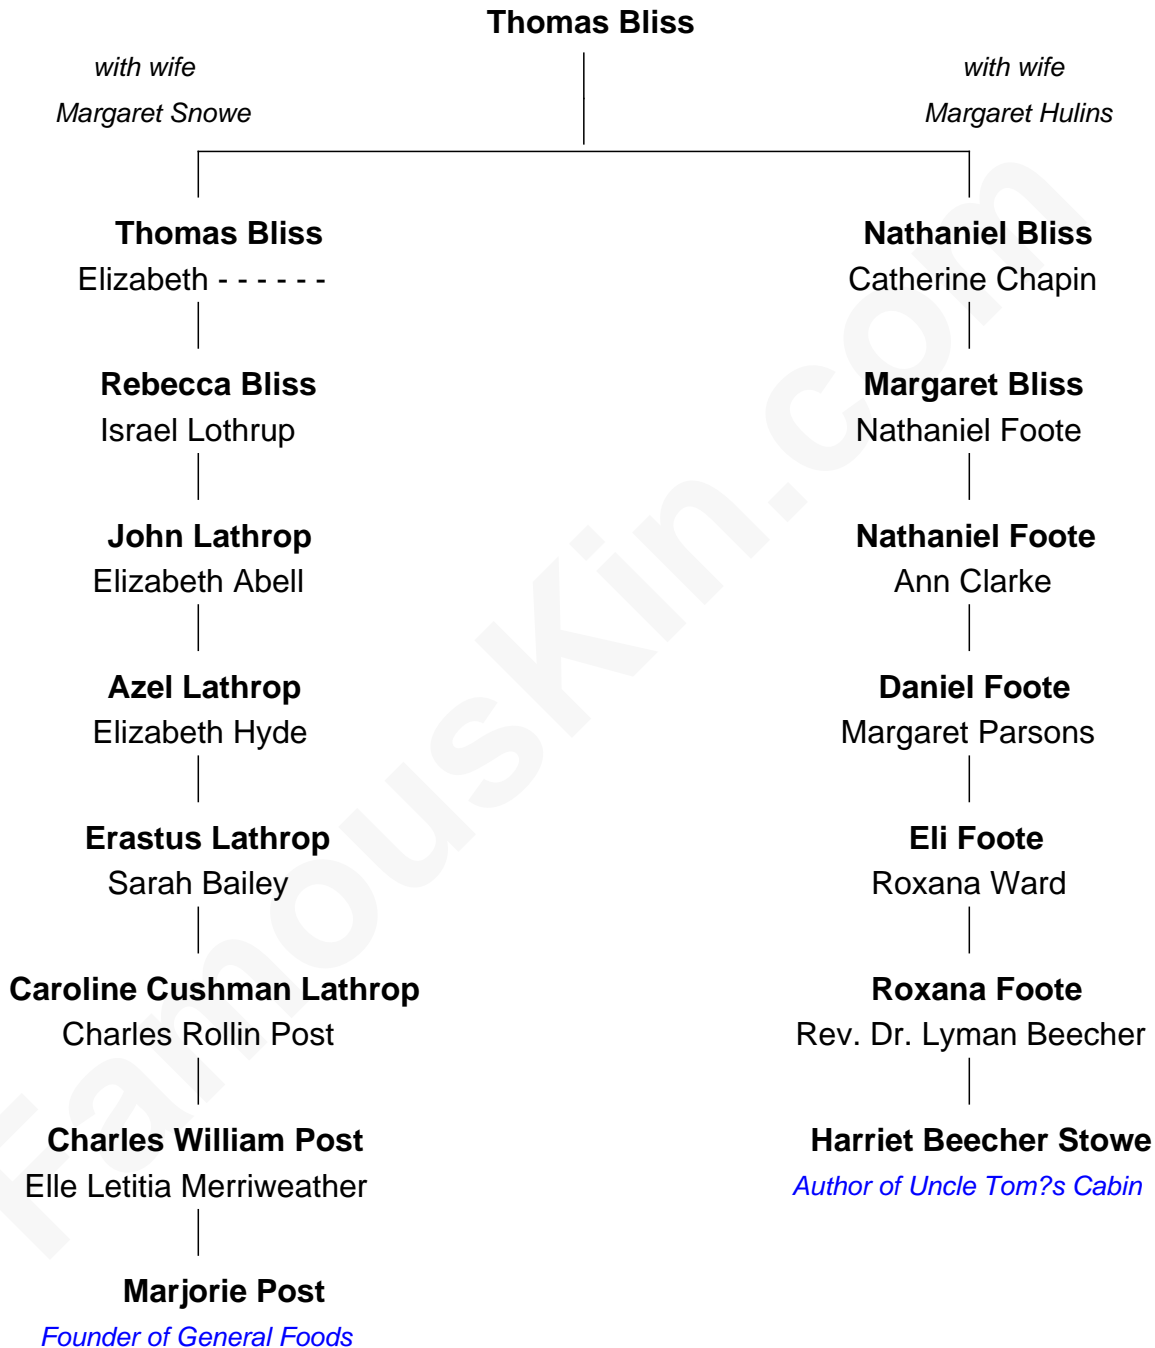 Thomas Bliss
with wife
Margaret Snowe
with wife
Margaret Hulins
Thomas Bliss
Elizabeth - - - - - -
Nathaniel Bliss
Catherine Chapin
Rebecca Bliss
Israel Lothrup
Margaret Bliss
Nathaniel Foote
John Lathrop
Elizabeth Abell
Nathaniel Foote
Ann Clarke
Azel Lathrop
Elizabeth Hyde
Daniel Foote
Margaret Parsons
Erastus Lathrop
Sarah Bailey
Eli Foote
Roxana Ward
Caroline Cushman Lathrop
Charles Rollin Post
Roxana Foote
Rev. Dr. Lyman Beecher
Charles William Post
Elle Letitia Merriweather
Harriet Beecher Stowe
Author of Uncle Tom?s Cabin
Marjorie Post
Founder of General Foods
FamousKin.com